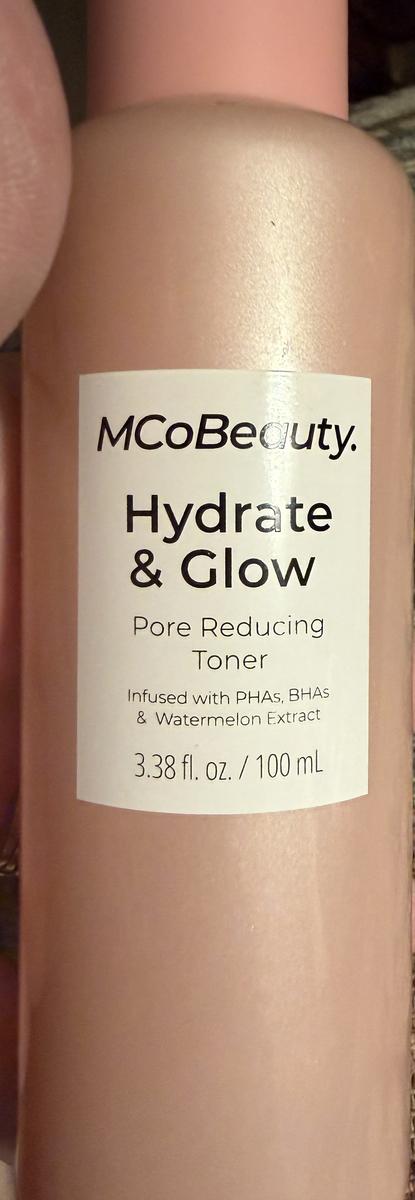 MCoBeauty.
Hydrate
& Glow
Pore Reducing
Toner
Infused with PHAs, BHAs
& Watermelon Extract
3.38 fl. oz. / 100 mL